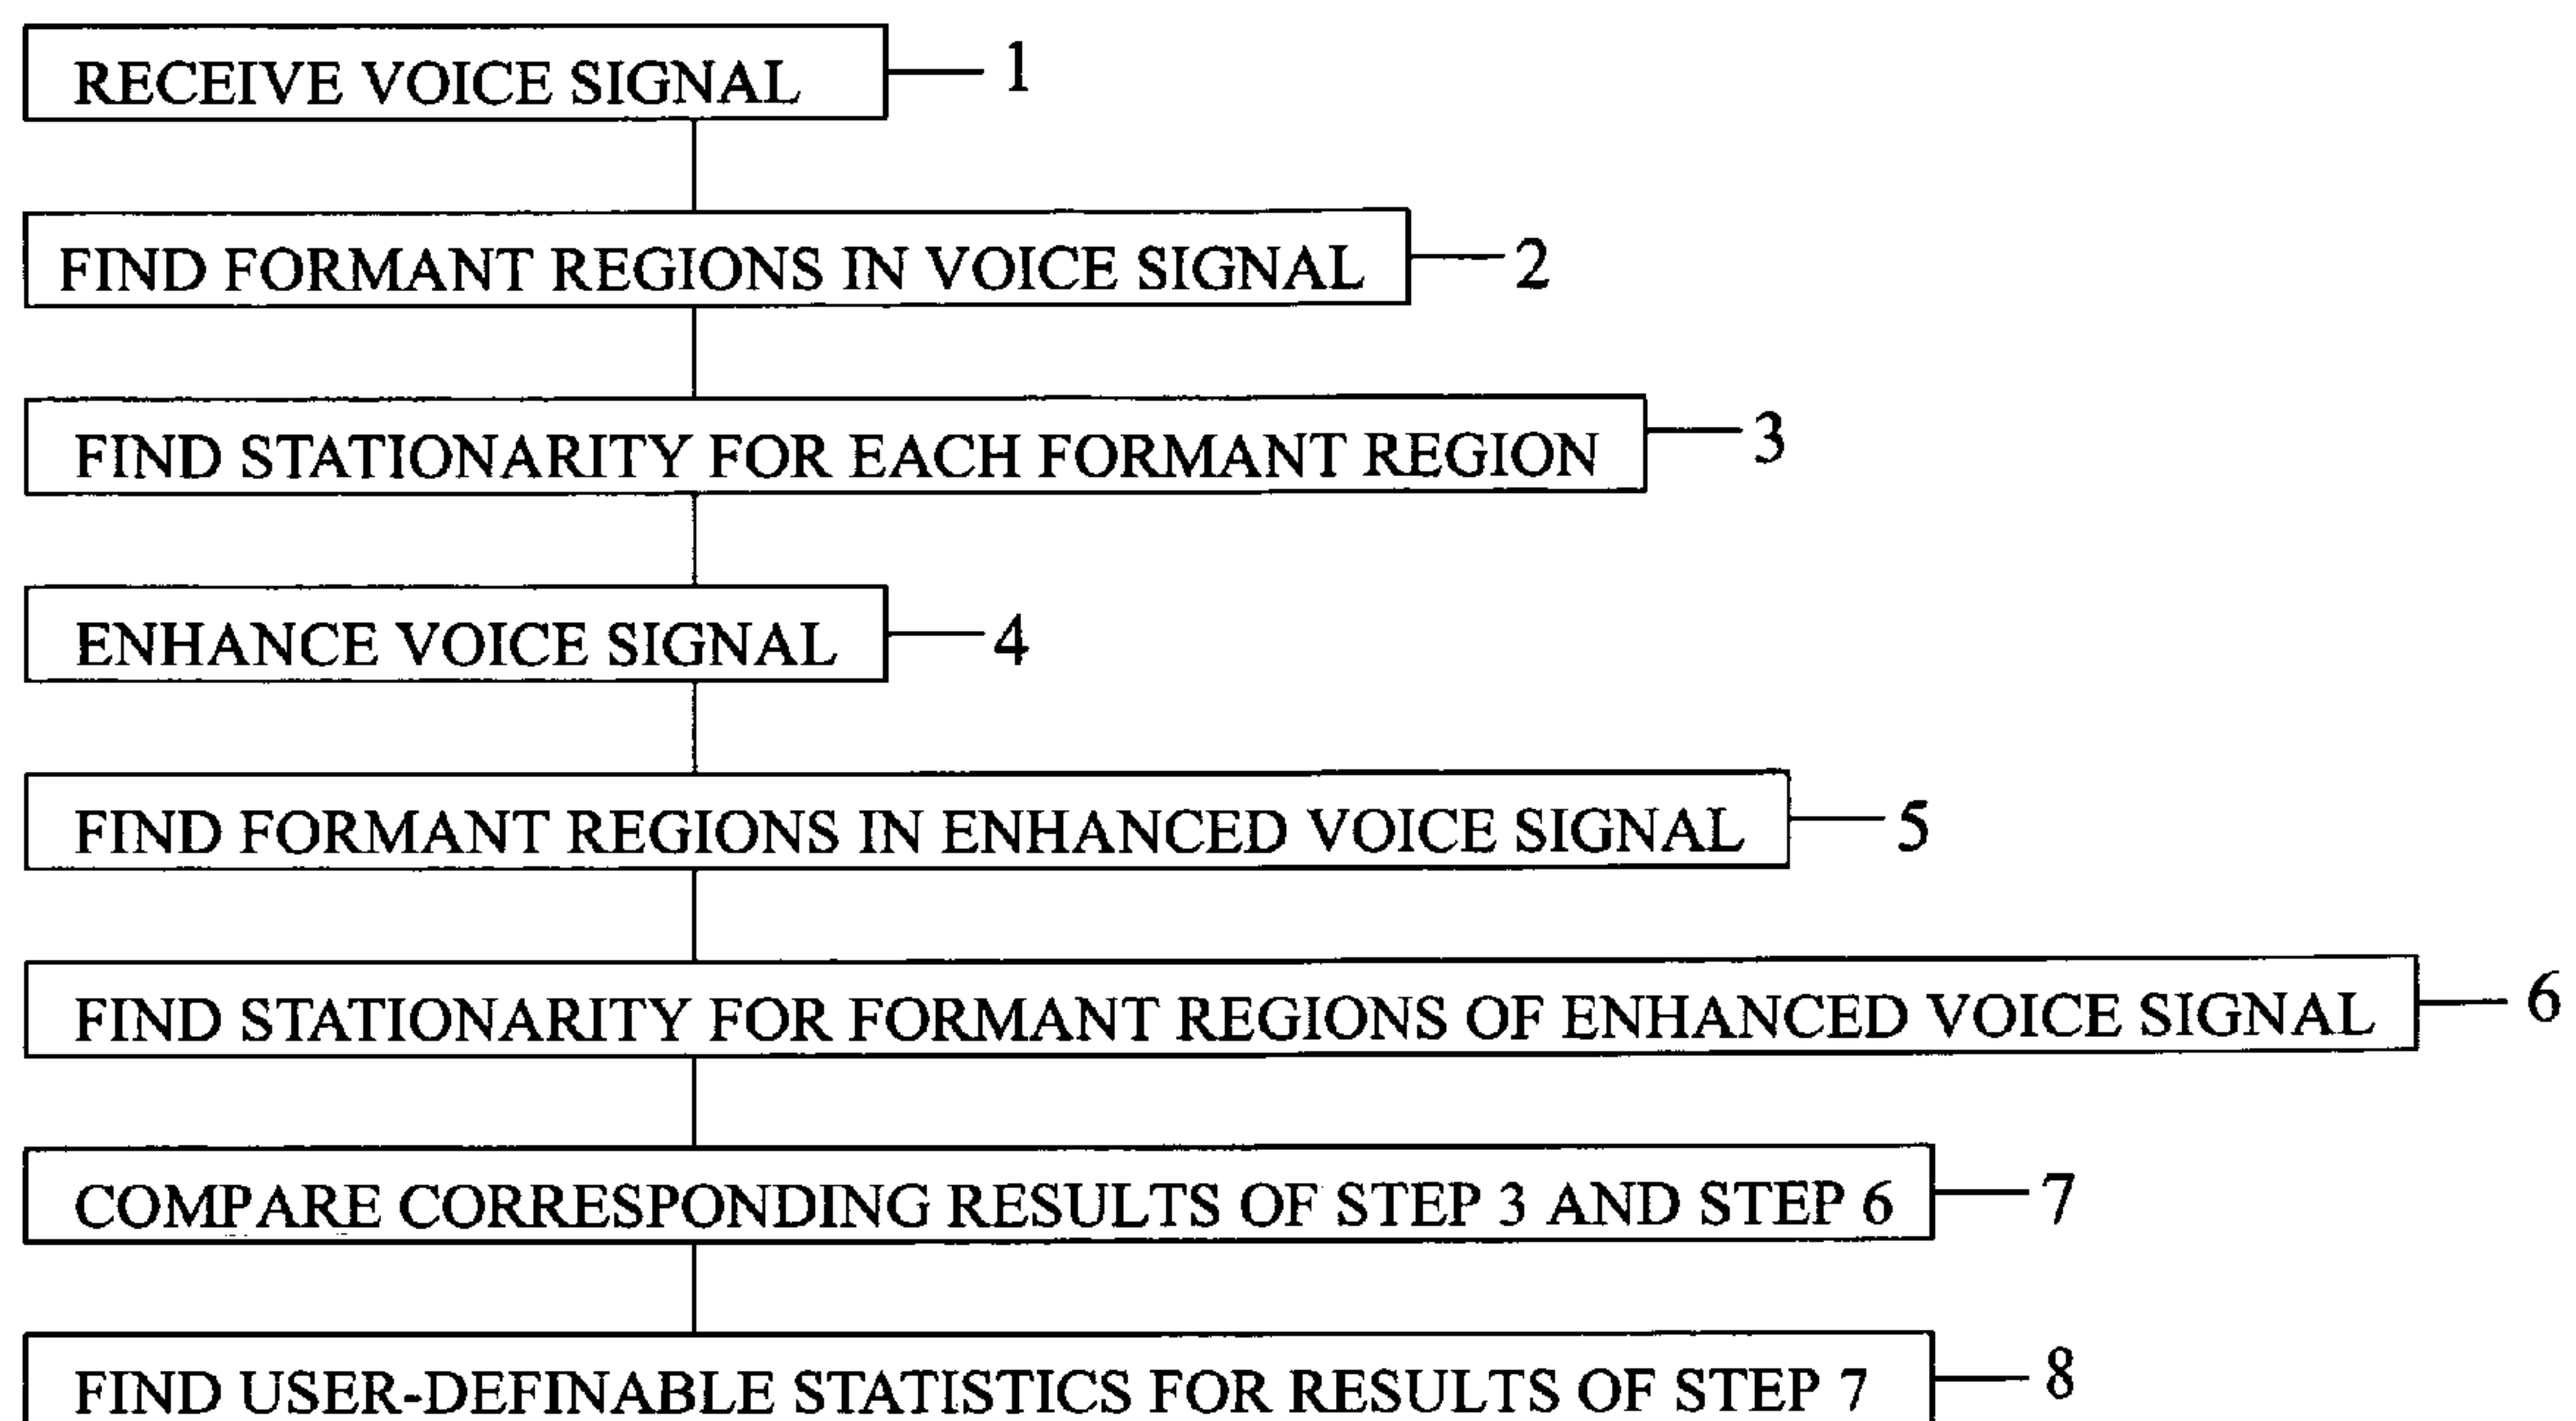 RECEIVE VOICE SIGNAL 1
FIND FORMANT REGIONS IN VOICE SIGNAL 2
FIND STATIONARITY FOR EACH FORMANT REGION 3
ENHANCE VOICE SIGNAL 4
FIND FORMANT REGIONS IN ENHANCED VOICE SIGNAL 5
FIND STATIONARITY FOR FORMANT REGIONS OF ENHANCED VOICE SIGNAL 6
COMPARE CORRESPONDING RESULTS OF STEP 3 AND STEP 6 7
FIND USER-DEFINABLE STATISTICS FOR RESULTS OF STEP 7 8